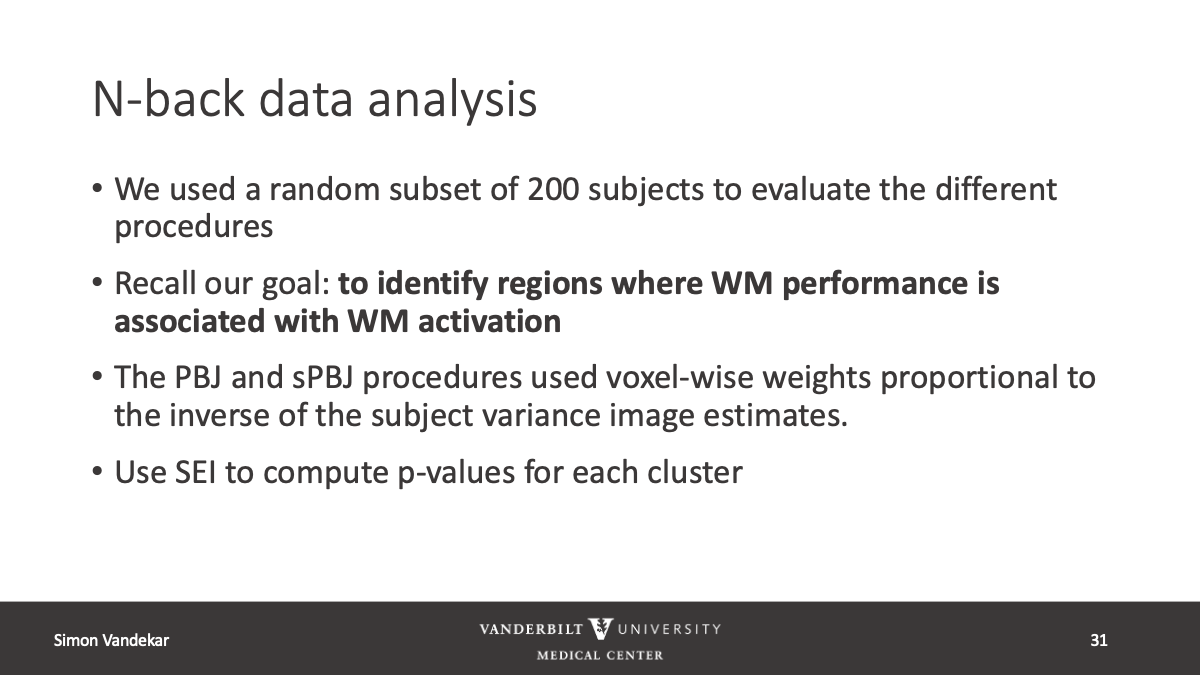 N-back data analysis
• We used a random subset of 200 subjects to evaluate the different
procedures
• Recall our goal: to identify regions where WM performance is
associated with WM activation
• The PBJ and sPBJ procedures used voxel-wise weights proportional to
the inverse of the subject variance image estimates.
• Use SEI to compute p-values for each cluster
Simon Vandekar
VANDERBILT UNIVERSITY
MEDICAL CENTER
31